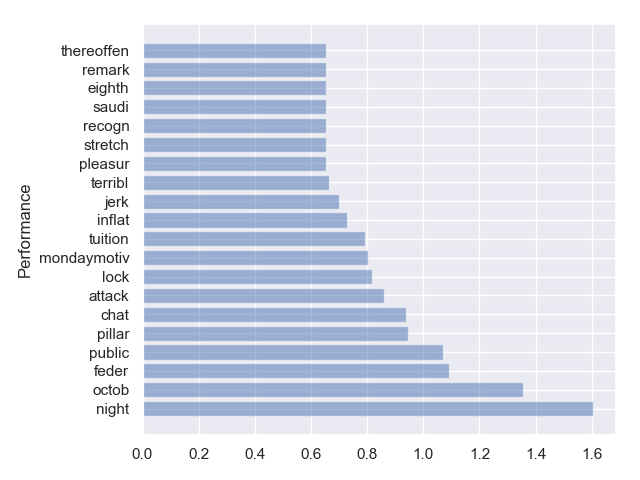 thereoffen
remark
eighth
saudi
recogn
stretch
pleasur
terribl
jerk
inflat
tuition
mondaymotiv
lock
attack
chat
pillar
public
feder
octob
night
Performance
0.0 0.2 0.4 0.6 0.8 1.0 1.2 1.4 1.6